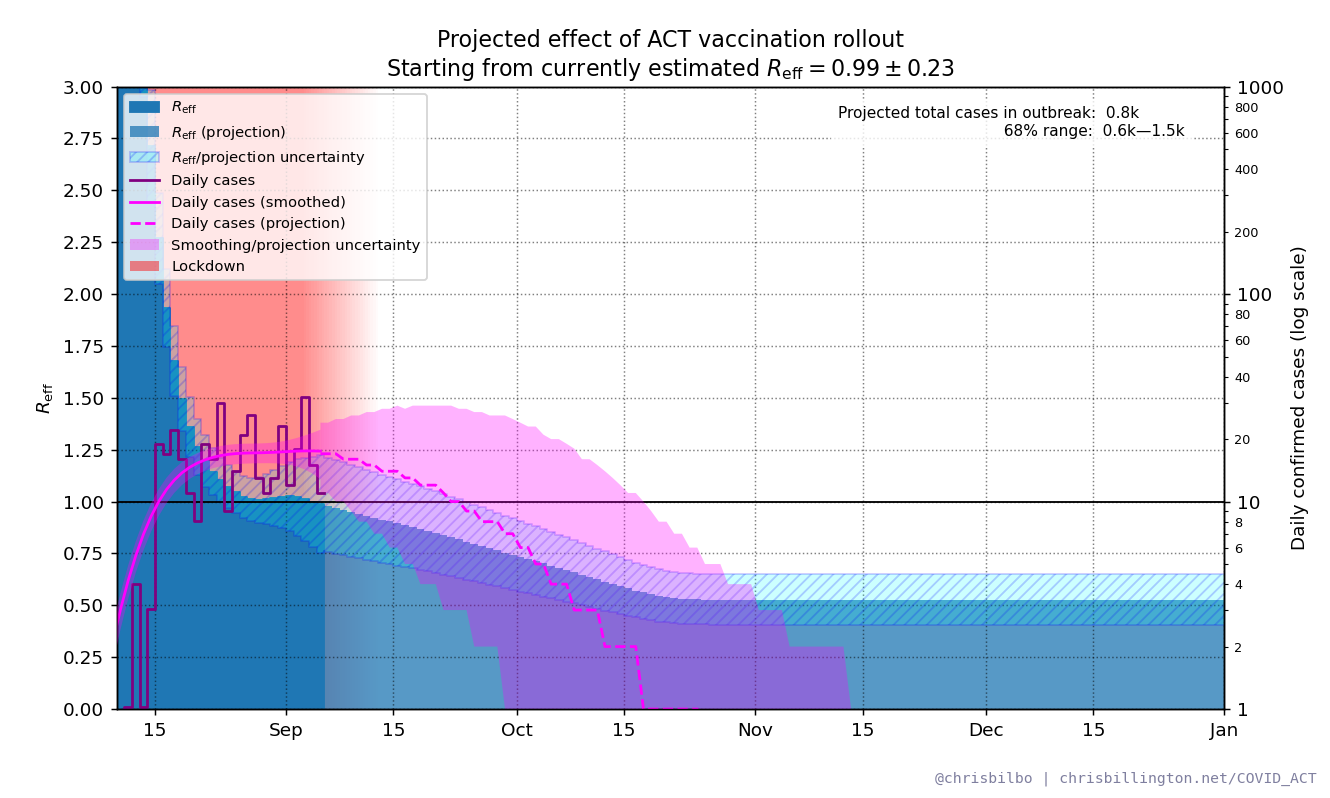 Projected effect of ACT vaccination rollout
Starting from currently estimated Reff = 0.99 ± 0.23
Projected total cases in outbreak: 0.8k
68% range: 0.6k—1.5k
Reff
Reff (projection)
Reff/projection uncertainty
Daily cases
Daily cases (smoothed)
Daily cases (projection)
Smoothing/projection uncertainty
Lockdown
Reff
3.00
2.75
2.50
2.25
2.00
1.75
1.50
1.25
1.00
0.75
0.50
0.25
0.00
1000
800
600
400
200
100
80
60
40
20
10
8
6
4
2
1
Daily confirmed cases (log scale)
15 Sep 15 Oct 15 Nov 15 Dec 15 Jan
@chrisbilbo | chrisbillington.net/COVID_ACT